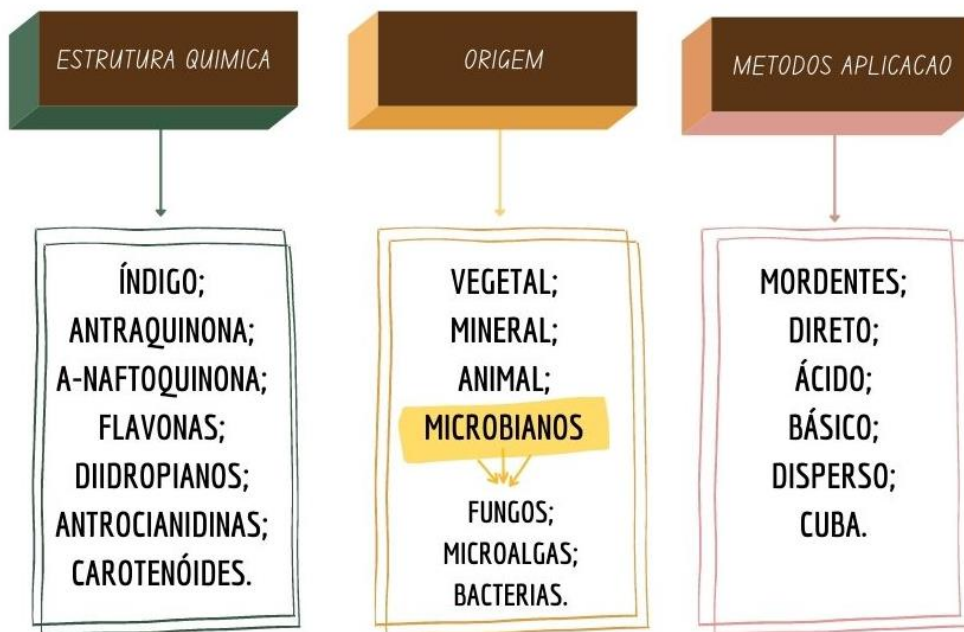 ESTRUTURA QUIMICA
ÍNDIGO;
ANTRAQUINONA;
A-NAFTOQUINONA;
FLAVONAS;
DIIDROPIANOS;
ANTROCIANIDINAS;
CAROTENÓIDES.
ORIGEM
VEGETAL;
MINERAL;
ANIMAL;
MICROBIANOS
FUNGOS;
MICROALGAS;
BACTERIAS.
METODOS APLICACAO
MORDENTES;
DIRETO;
ÁCIDO;
BÁSICO;
DISPERSO;
CUBA.